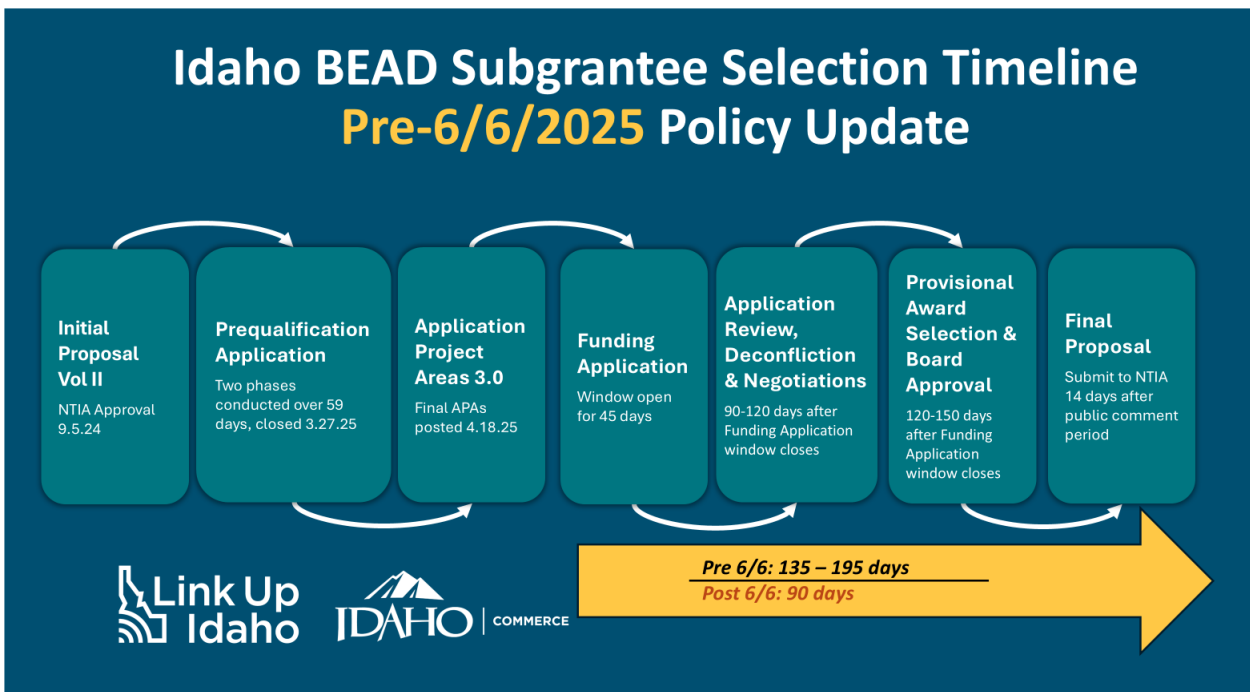 Idaho BEAD Subgrantee Selection Timeline
Pre-6/6/2025 Policy Update
Initial
Proposal
Vol II
NTIA Approval
9.5.24
Prequalification
Application
Two phases
conducted over 59
days, closed 3.27.25
Application
Project
Areas 3.0
Final APAs
posted 4.18.25
Funding
Application
Window open
for 45 days
Application
Review,
Deconfliction
& Negotiations
90-120 days after
Funding Application
window closes
Provisional
Award
Selection &
Board
Approval
120-150 days
after Funding
Application
window closes
Final
Proposal
Submit to NTIA
14 days after
public comment
period
Pre 6/6: 135 – 195 days
Post 6/6: 90 days
Link Up
Idaho
IDAHO | COMMERCE